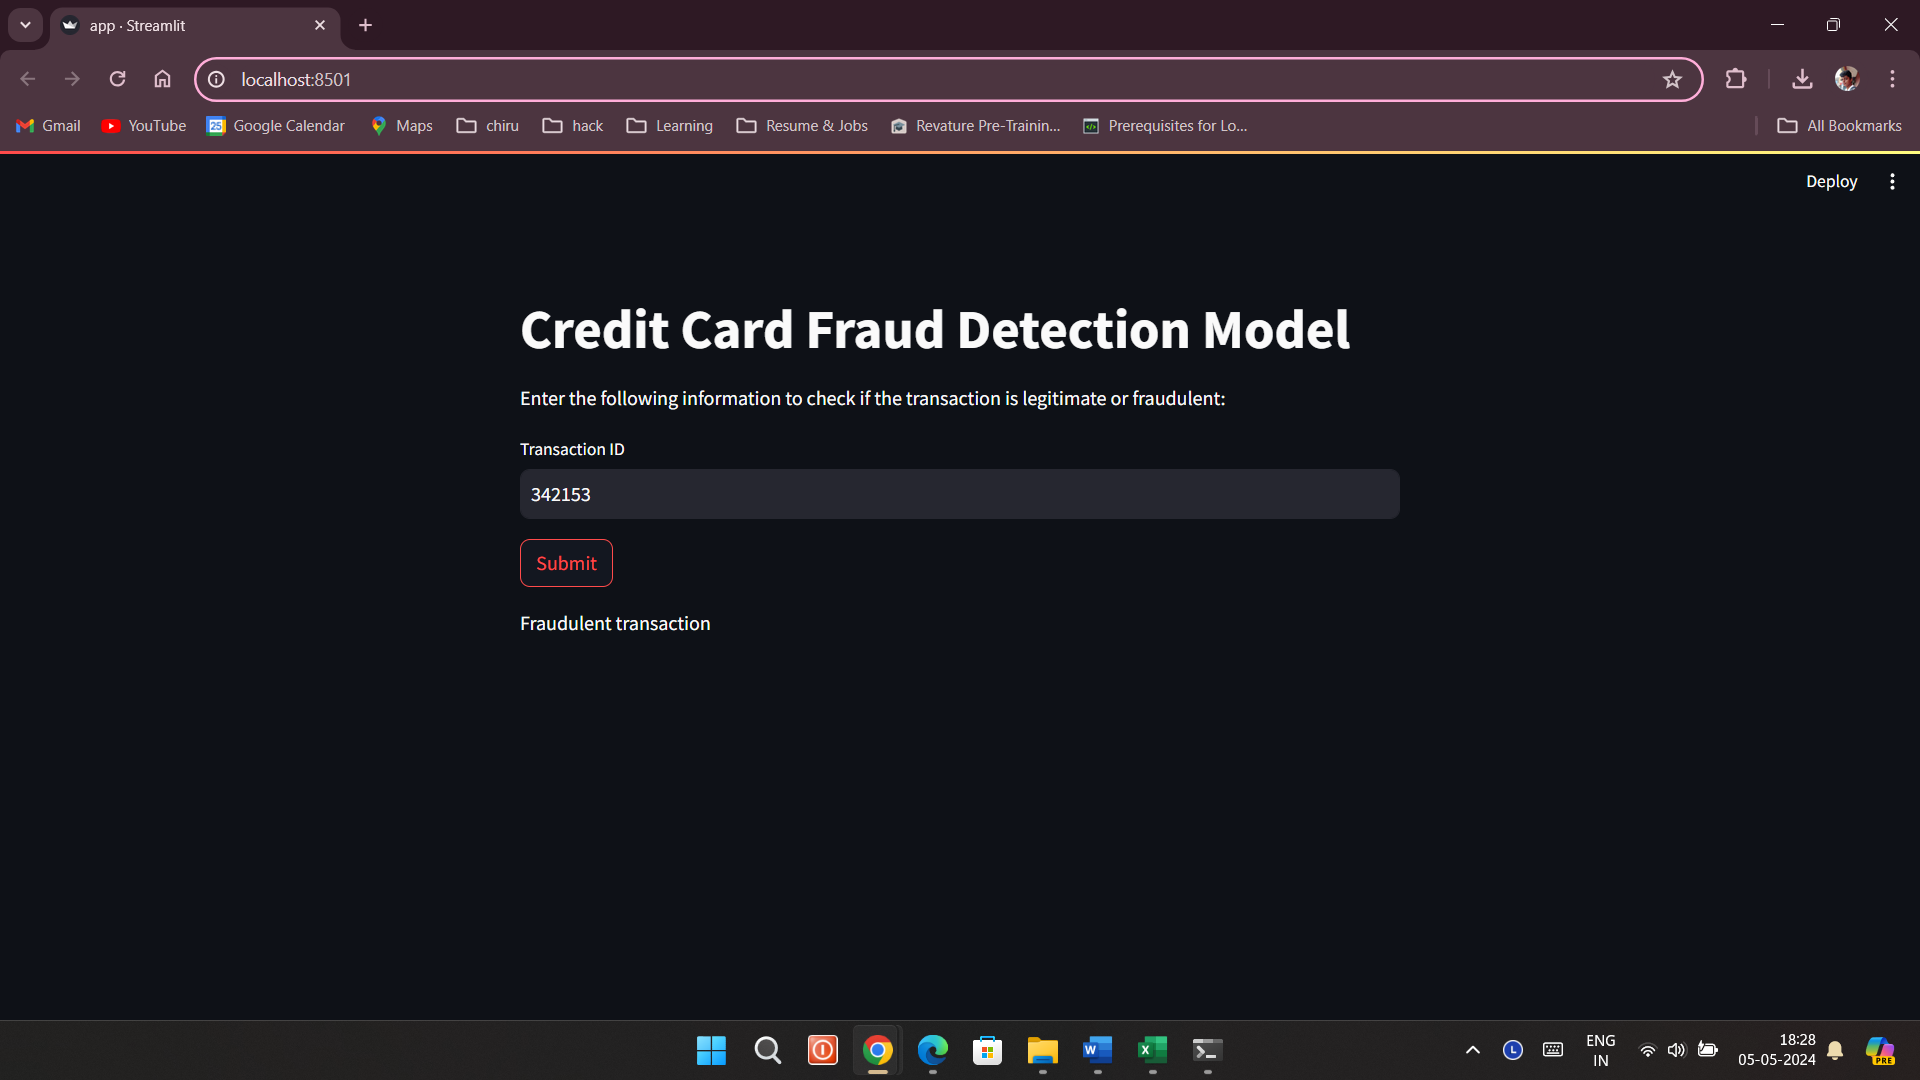 app · Streamlit
localhost:8501
Gmail
YouTube
25
Google Calendar
Maps
chiru
hack
Learning
Resume & Jobs
Revature Pre-Trainin...
Prerequisites for Lo...
All Bookmarks
Deploy
Credit Card Fraud Detection Model
Enter the following information to check if the transaction is legitimate or fraudulent:
Transaction ID
342153
Submit
Fraudulent transaction
W
X
L
ENG
IN
18:28
05-05-2024
PRE